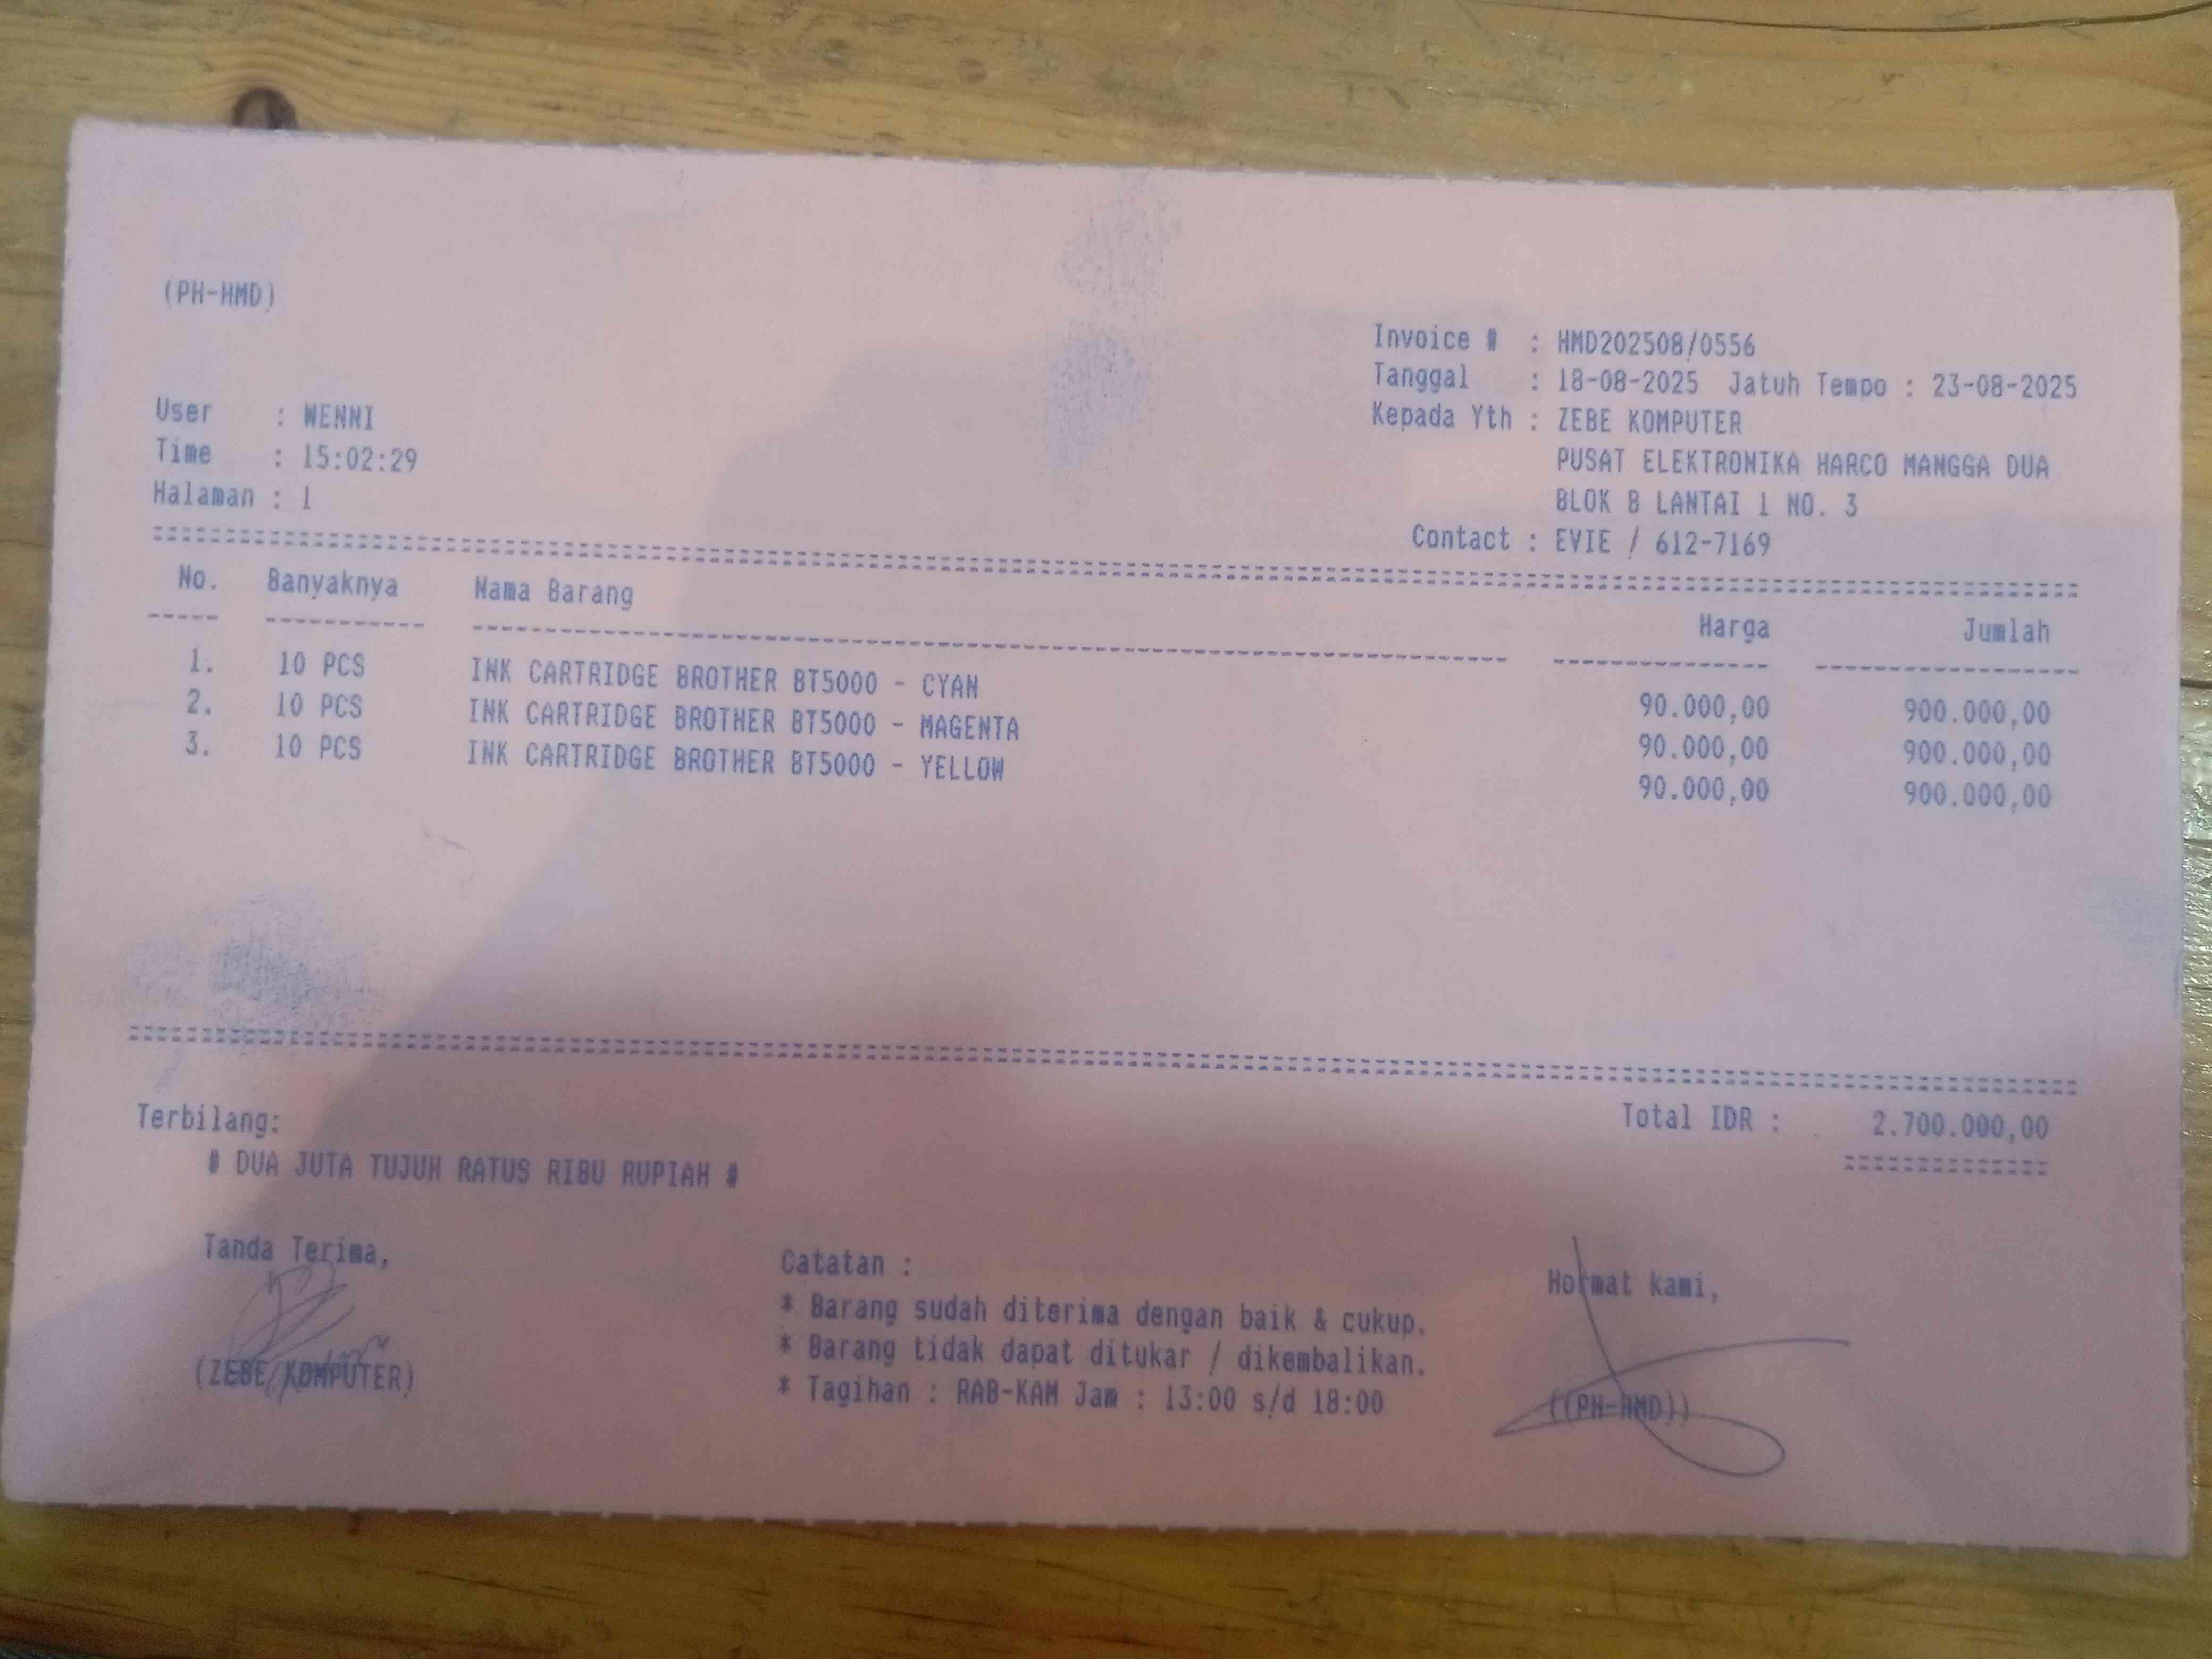 (PH-HMD)
Invoice # : HMD202508/0556
Tanggal : 18-08-2025 Jatuh Tempo : 23-08-2025
Kepada Yth : ZEBE KOMPUTER
PUSAT ELEKTRONIKA HARCO MANGGA DUA
BLOK B LANTAI 1 NO. 3
Contact : EVIE / 612-7169
User : WENNI
Time : 15:02:29
Halaman : 1
No. Banyaknya Nama Barang Harga Jumlah
1. 10 PCS INK CARTRIDGE BROTHER BT5000 - CYAN 90.000,00 900.000,00
2. 10 PCS INK CARTRIDGE BROTHER BT5000 - MAGENTA 90.000,00 900.000,00
3. 10 PCS INK CARTRIDGE BROTHER BT5000 - YELLOW 90.000,00 900.000,00
Terbilang: Total IDR : 2.700.000,00
# DUA JUTA TUJUH RATUS RIBU RUPIAH #
Tanda Terima,
(ZEBE KOMPUTER)
Catatan :
* Barang sudah diterima dengan baik & cukup.
* Barang tidak dapat ditukar / dikembalikan.
* Tagihan : RAB-KAM Jam : 13:00 s/d 18:00
Hormat kami,
((PH-HMD))